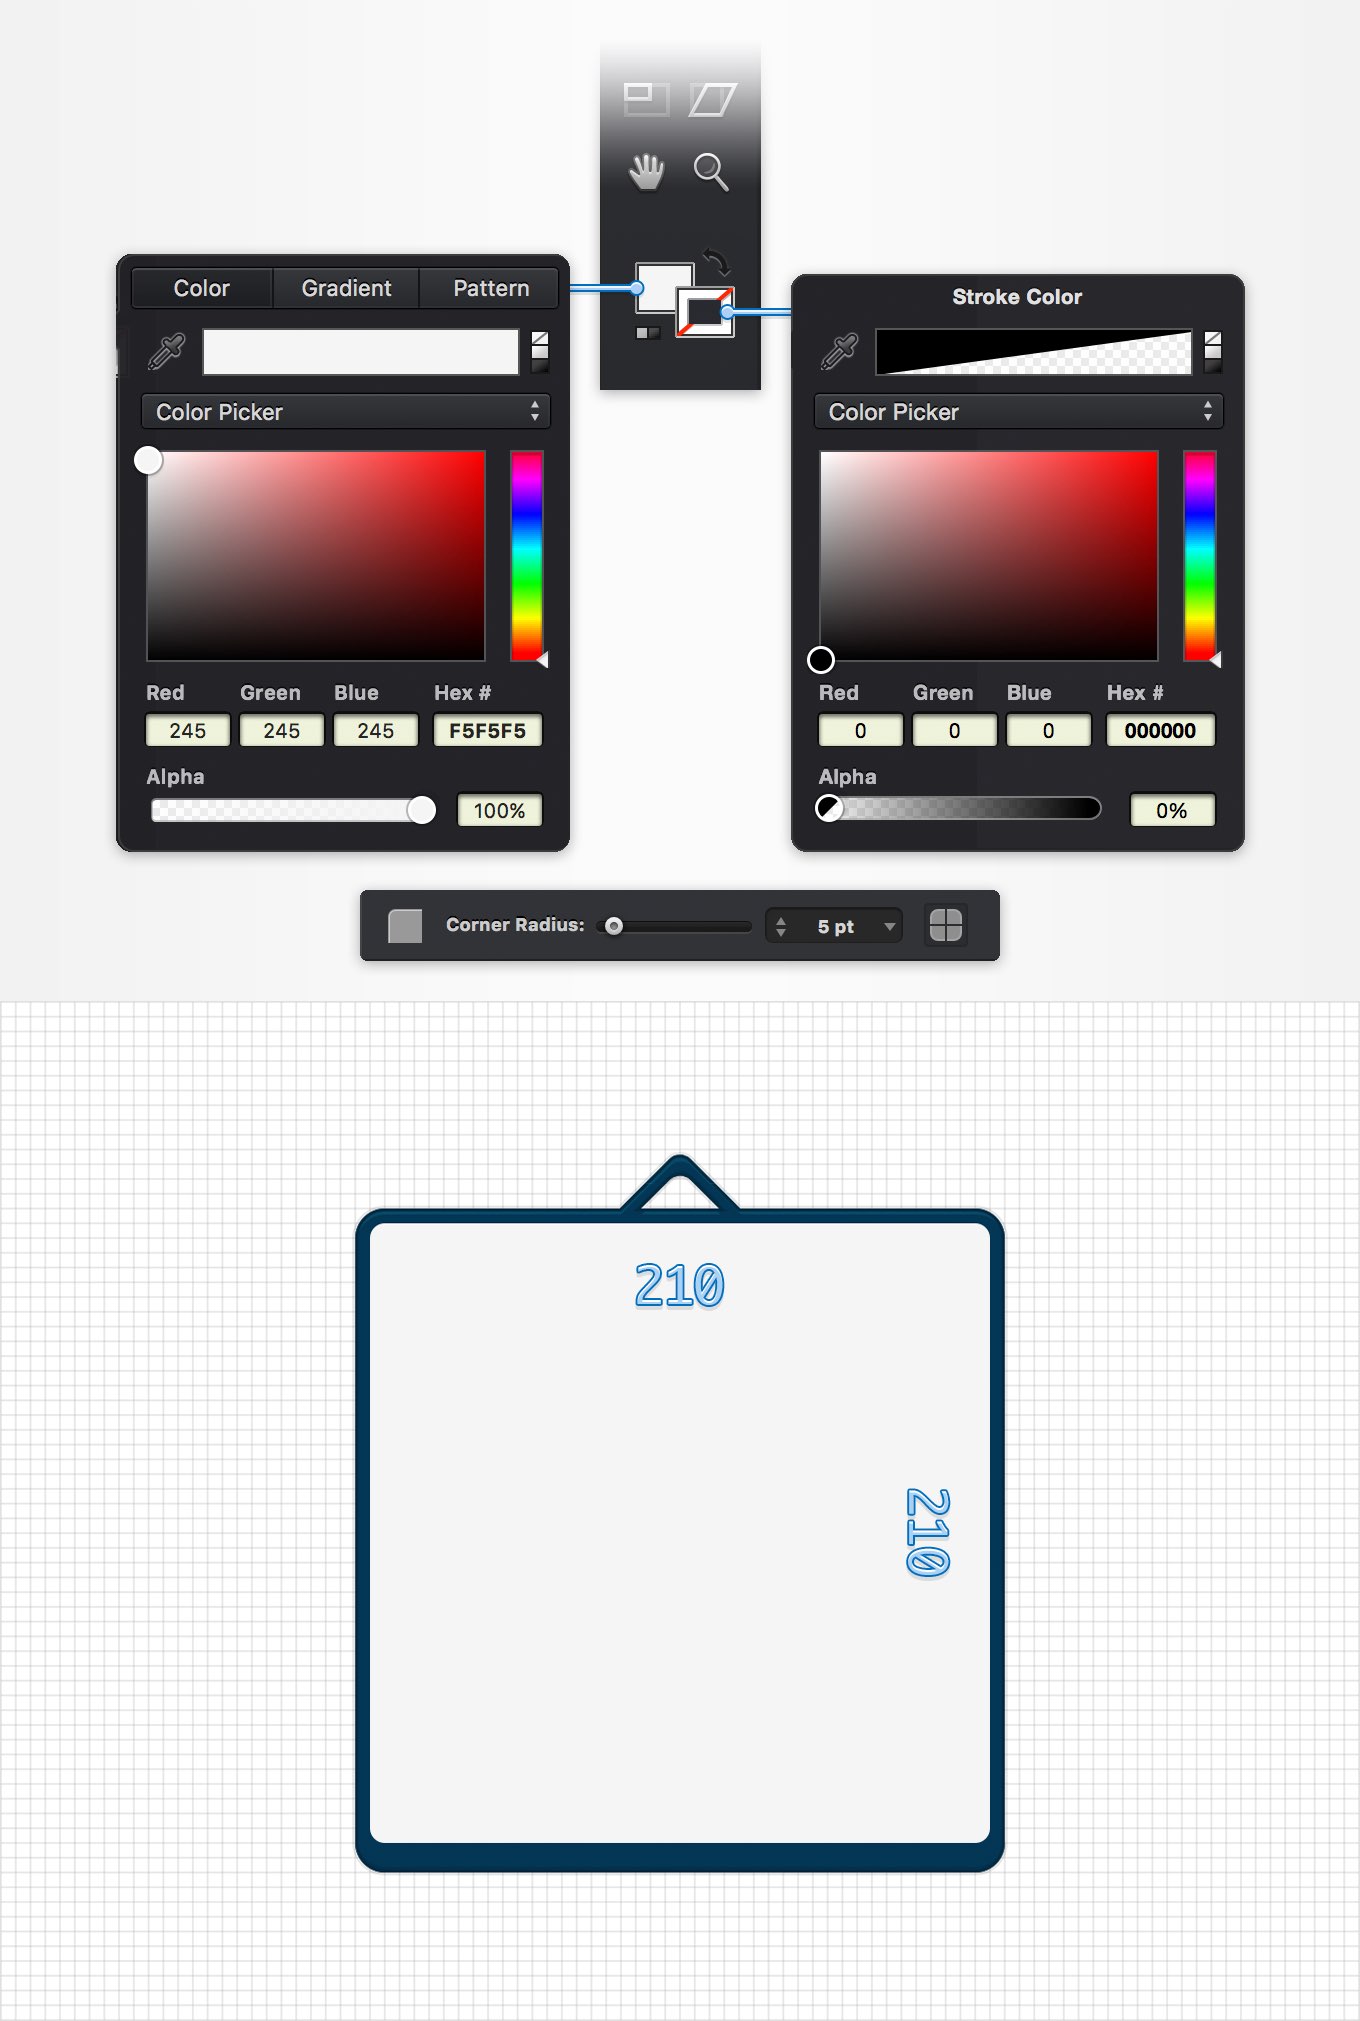 Color Gradient Pattern
Stroke Color
Color Picker
Color Picker
Red Green Blue Hex #
245 245 245 F5F5F5
Alpha
100%
Red Green Blue Hex #
0 0 0 000000
Alpha
0%
Corner Radius: 5 pt
210
210